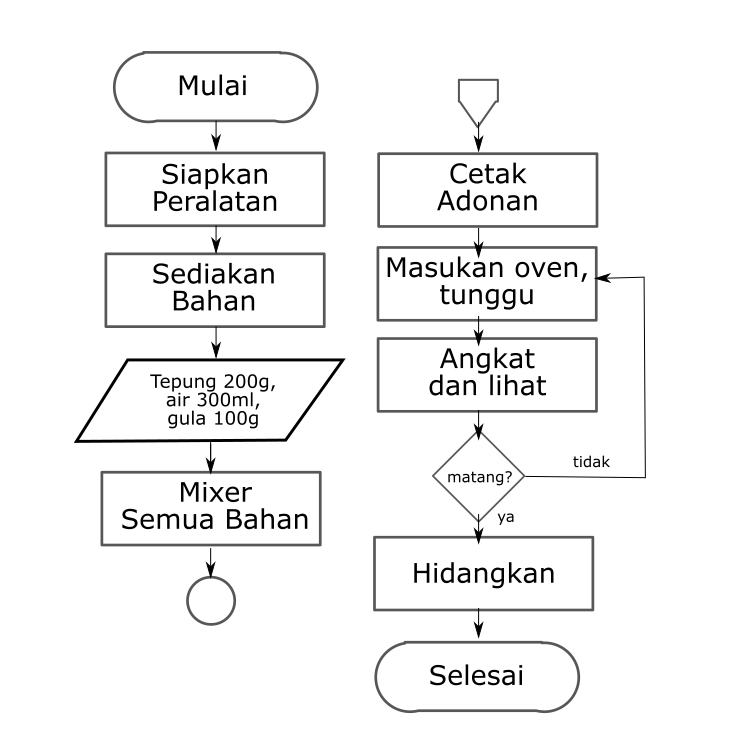 Mulai
Siapkan
Peralatan
Sediakan
Bahan
Tepung 200g,
air 300ml,
gula 100g
Mixer
Semua Bahan
Cetak
Adonan
Masukan oven,
tunggu
Angkat
dan lihat
matang?
tidak
ya
Hidangkan
Selesai